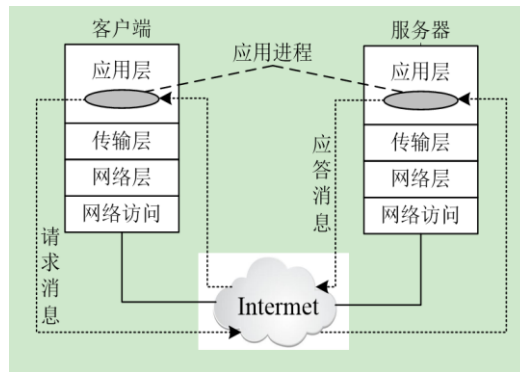 客户端
服务器
应用进程
应用层
应用层
传输层
传输层
网络层
网络层
网络访问
网络访问
应答消息
请求消息
Internet